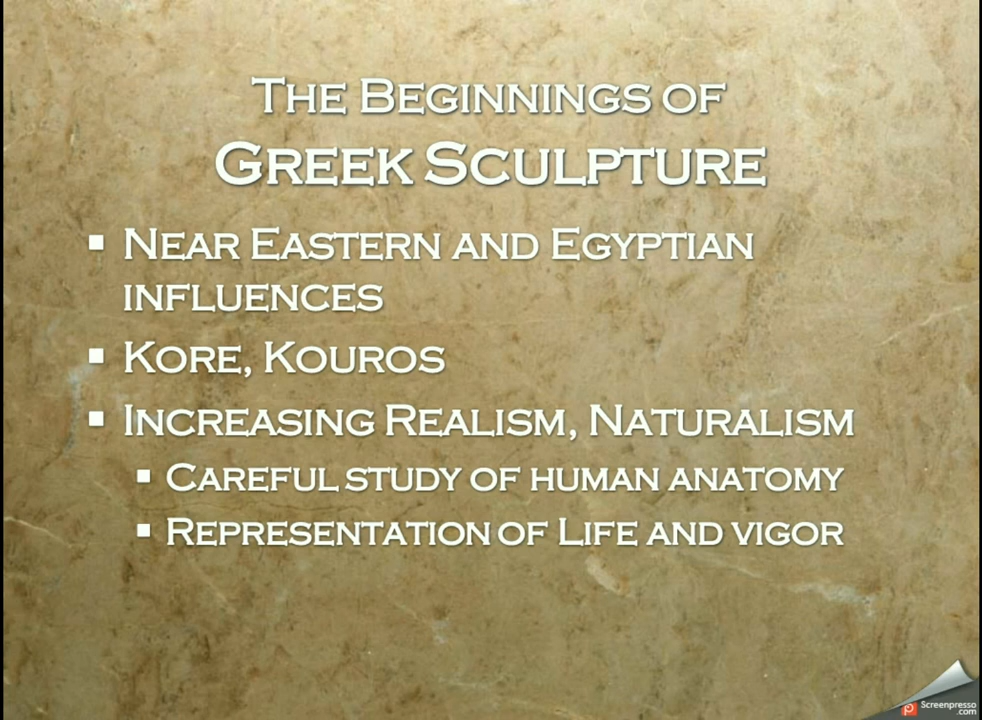 The Beginnings of
Greek Sculpture
▪ Near Eastern and Egyptian
influences
▪ Kore, Kouros
▪ Increasing Realism, Naturalism
▪ Careful study of human anatomy
▪ Representation of Life and vigor
Screenpresso
.com